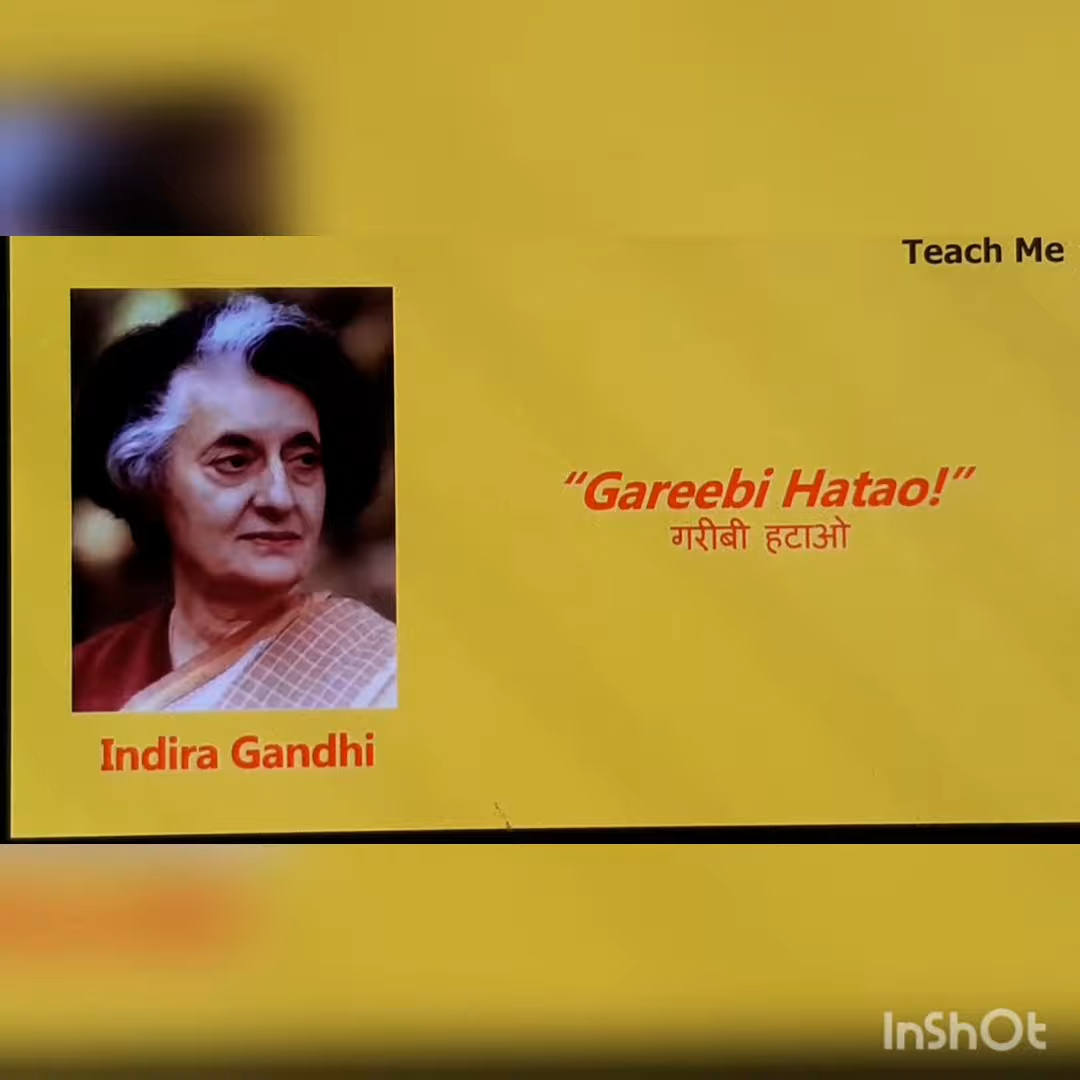 Teach Me
“Gareebi Hatao!”
गरीबी हटाओ
Indira Gandhi
InShOt